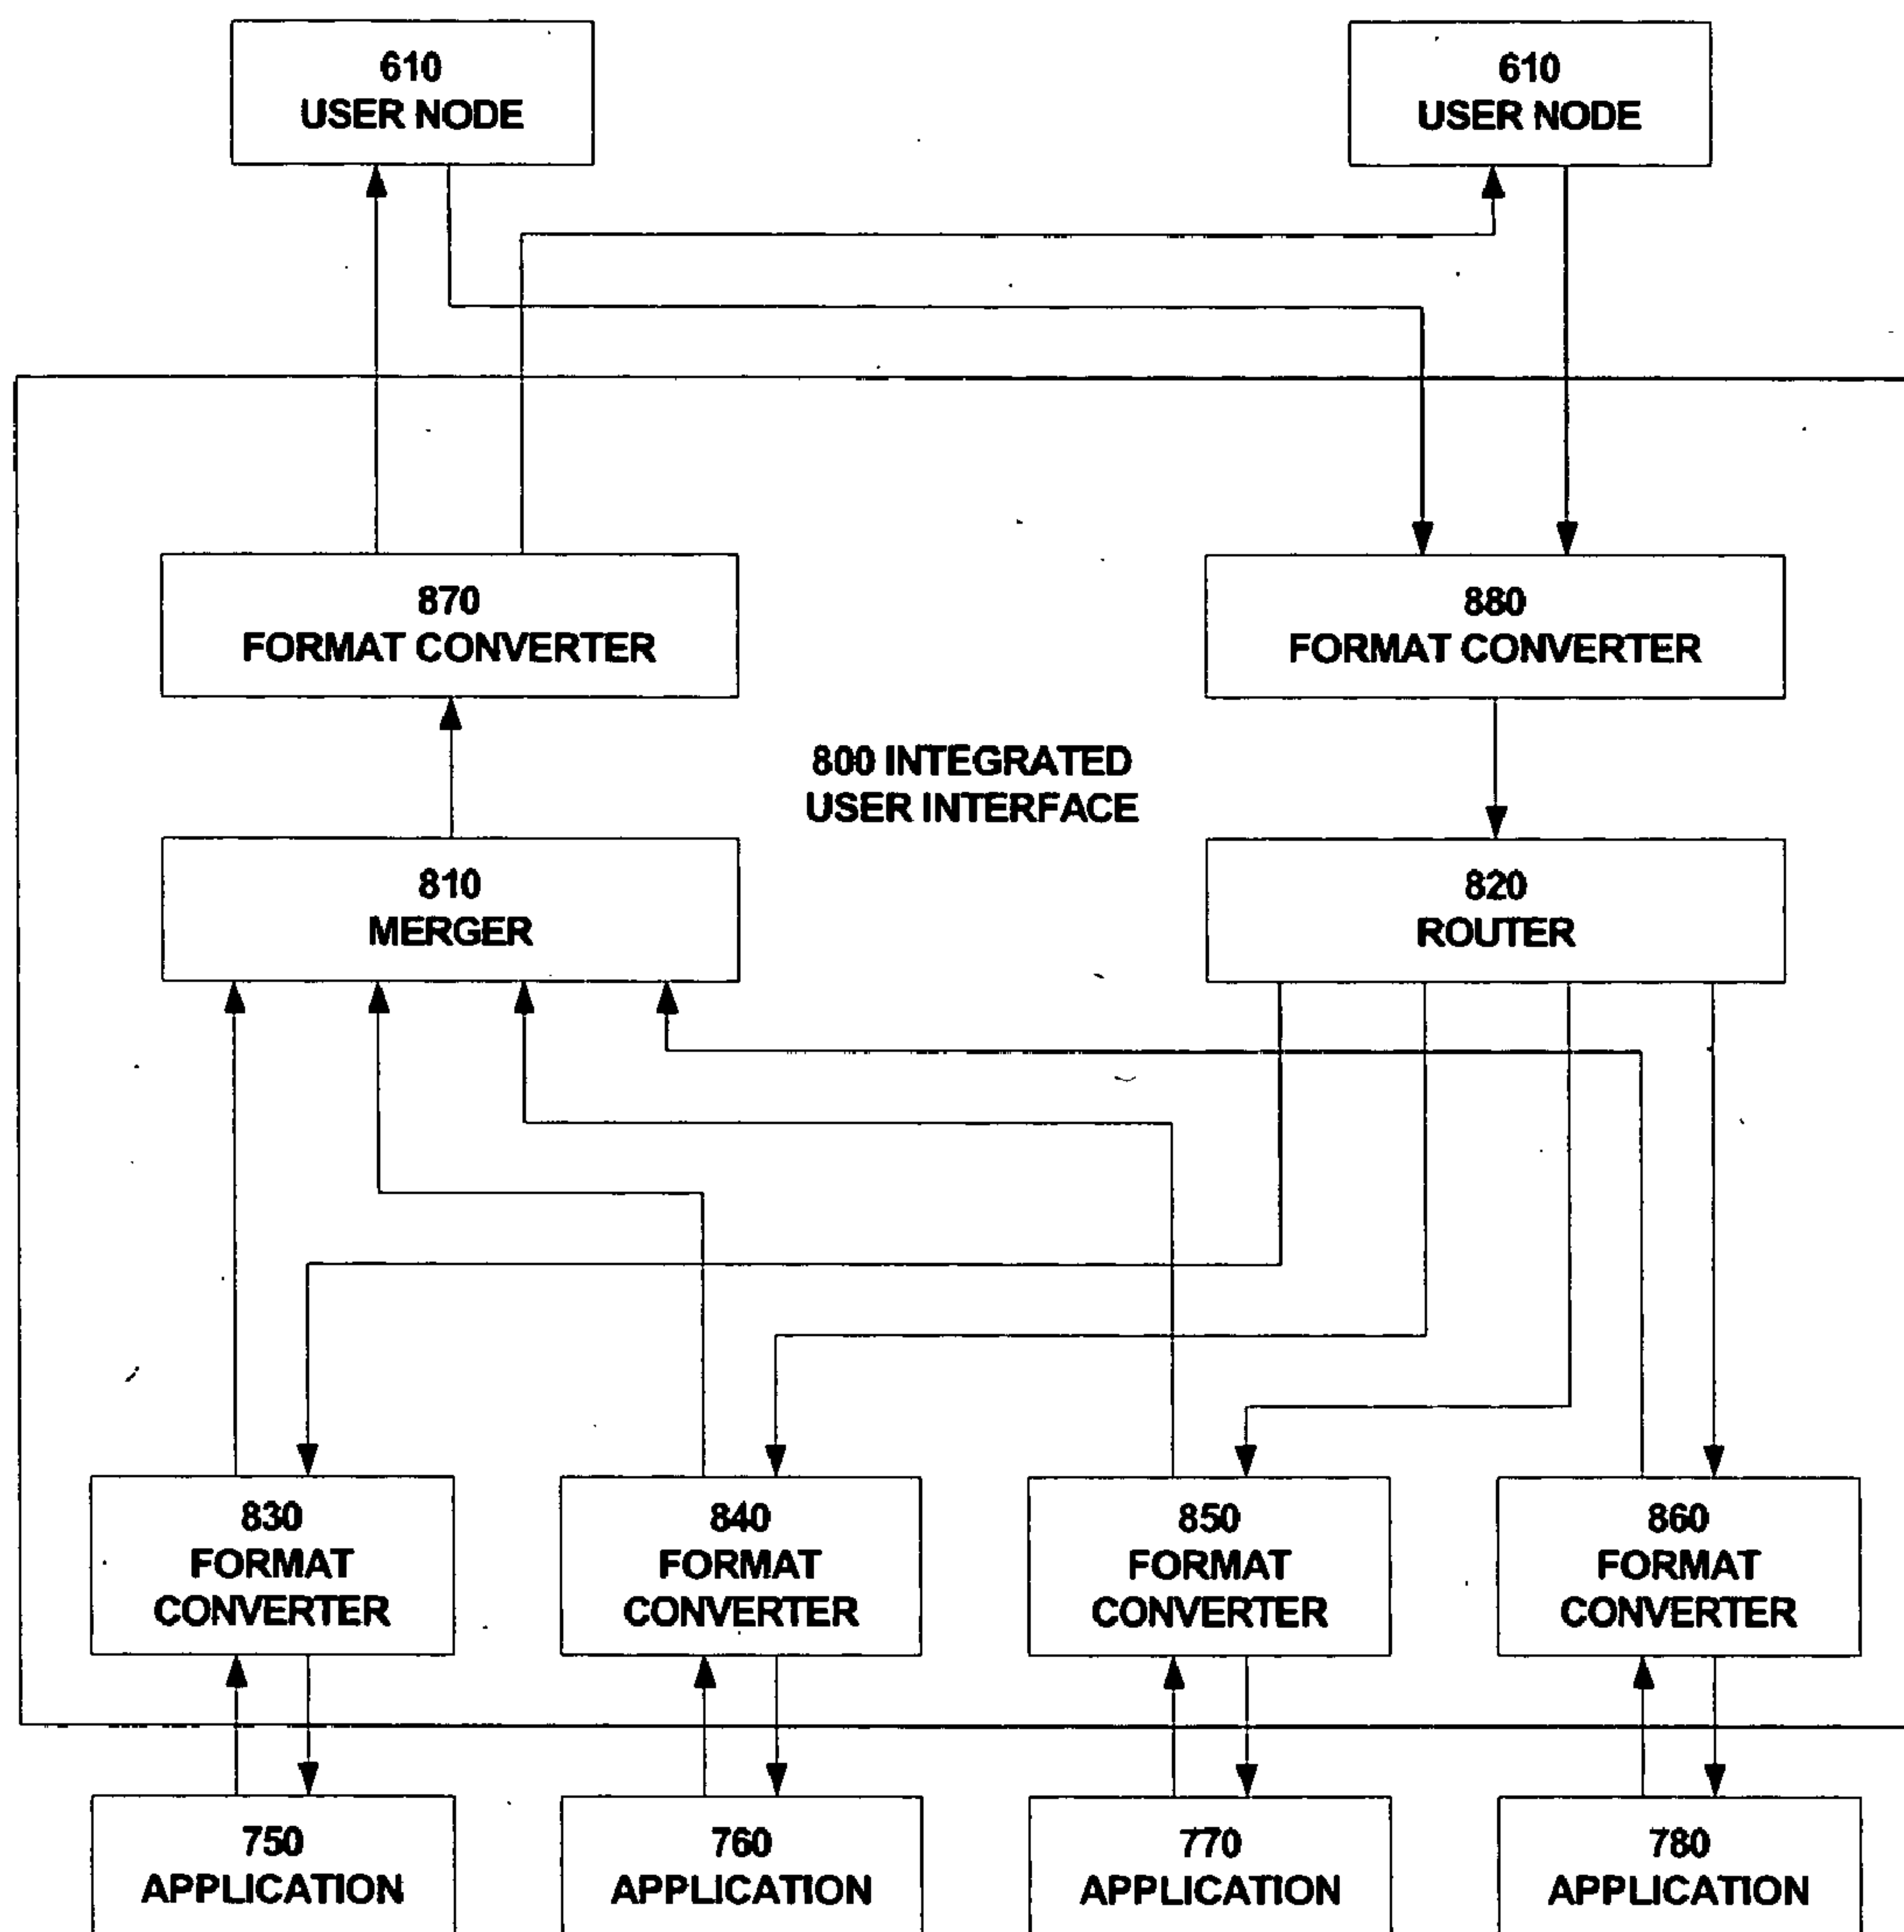 610
USER NODE
610
USER NODE
870
FORMAT CONVERTER
880
FORMAT CONVERTER
800 INTEGRATED
USER INTERFACE
810
MERGER
820
ROUTER
830
FORMAT
CONVERTER
840
FORMAT
CONVERTER
850
FORMAT
CONVERTER
860
FORMAT
CONVERTER
750
APPLICATION
760
APPLICATION
770
APPLICATION
780
APPLICATION